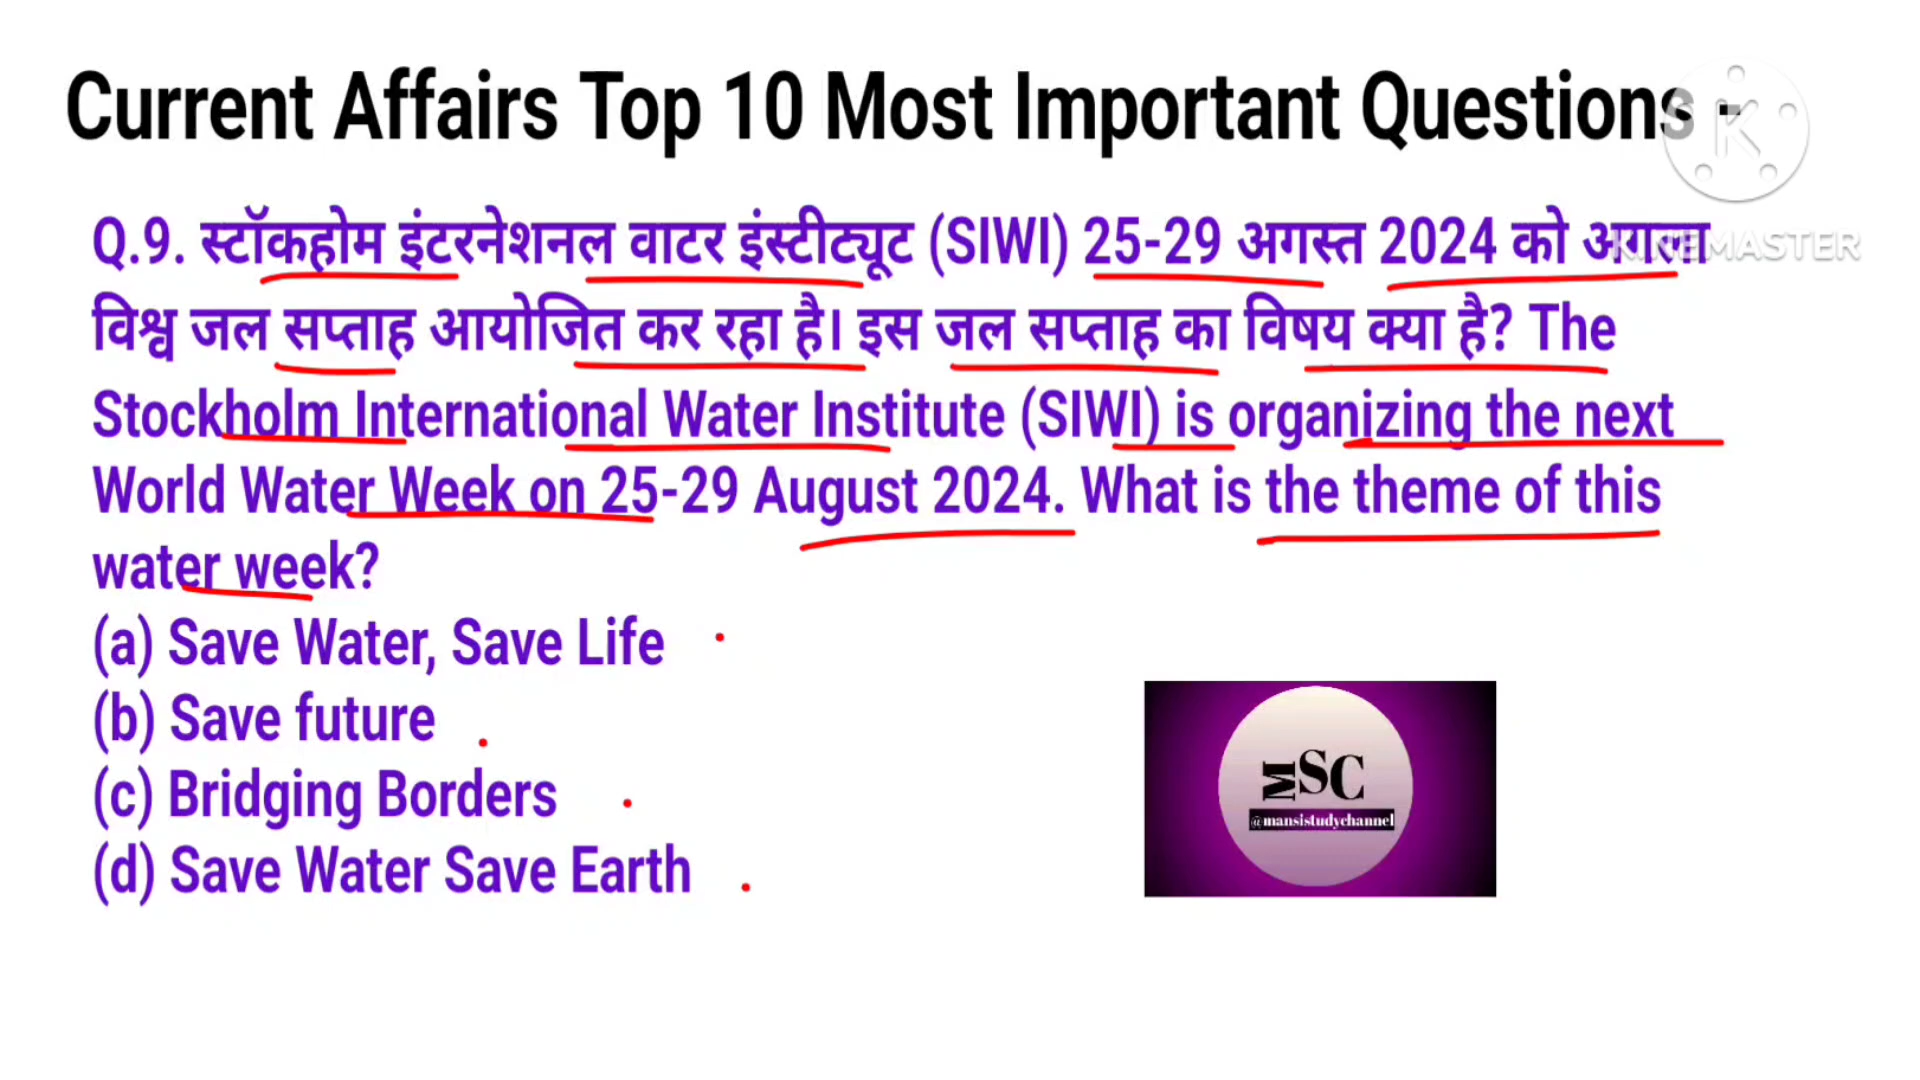 Current Affairs Top 10 Most Important Questions -
Q.9. स्टॉकहोम इंटरनेशनल वाटर इंस्टीट्यूट (SIWI) 25-29 अगस्त 2024 को अगला
विश्व जल सप्ताह आयोजित कर रहा है। इस जल सप्ताह का विषय क्या है? The
Stockholm International Water Institute (SIWI) is organizing the next
World Water Week on 25-29 August 2024. What is the theme of this
water week?
(a) Save Water, Save Life
(b) Save future
(c) Bridging Borders
(d) Save Water Save Earth
K
KINEMASTER
MSC
@mansistudychannel